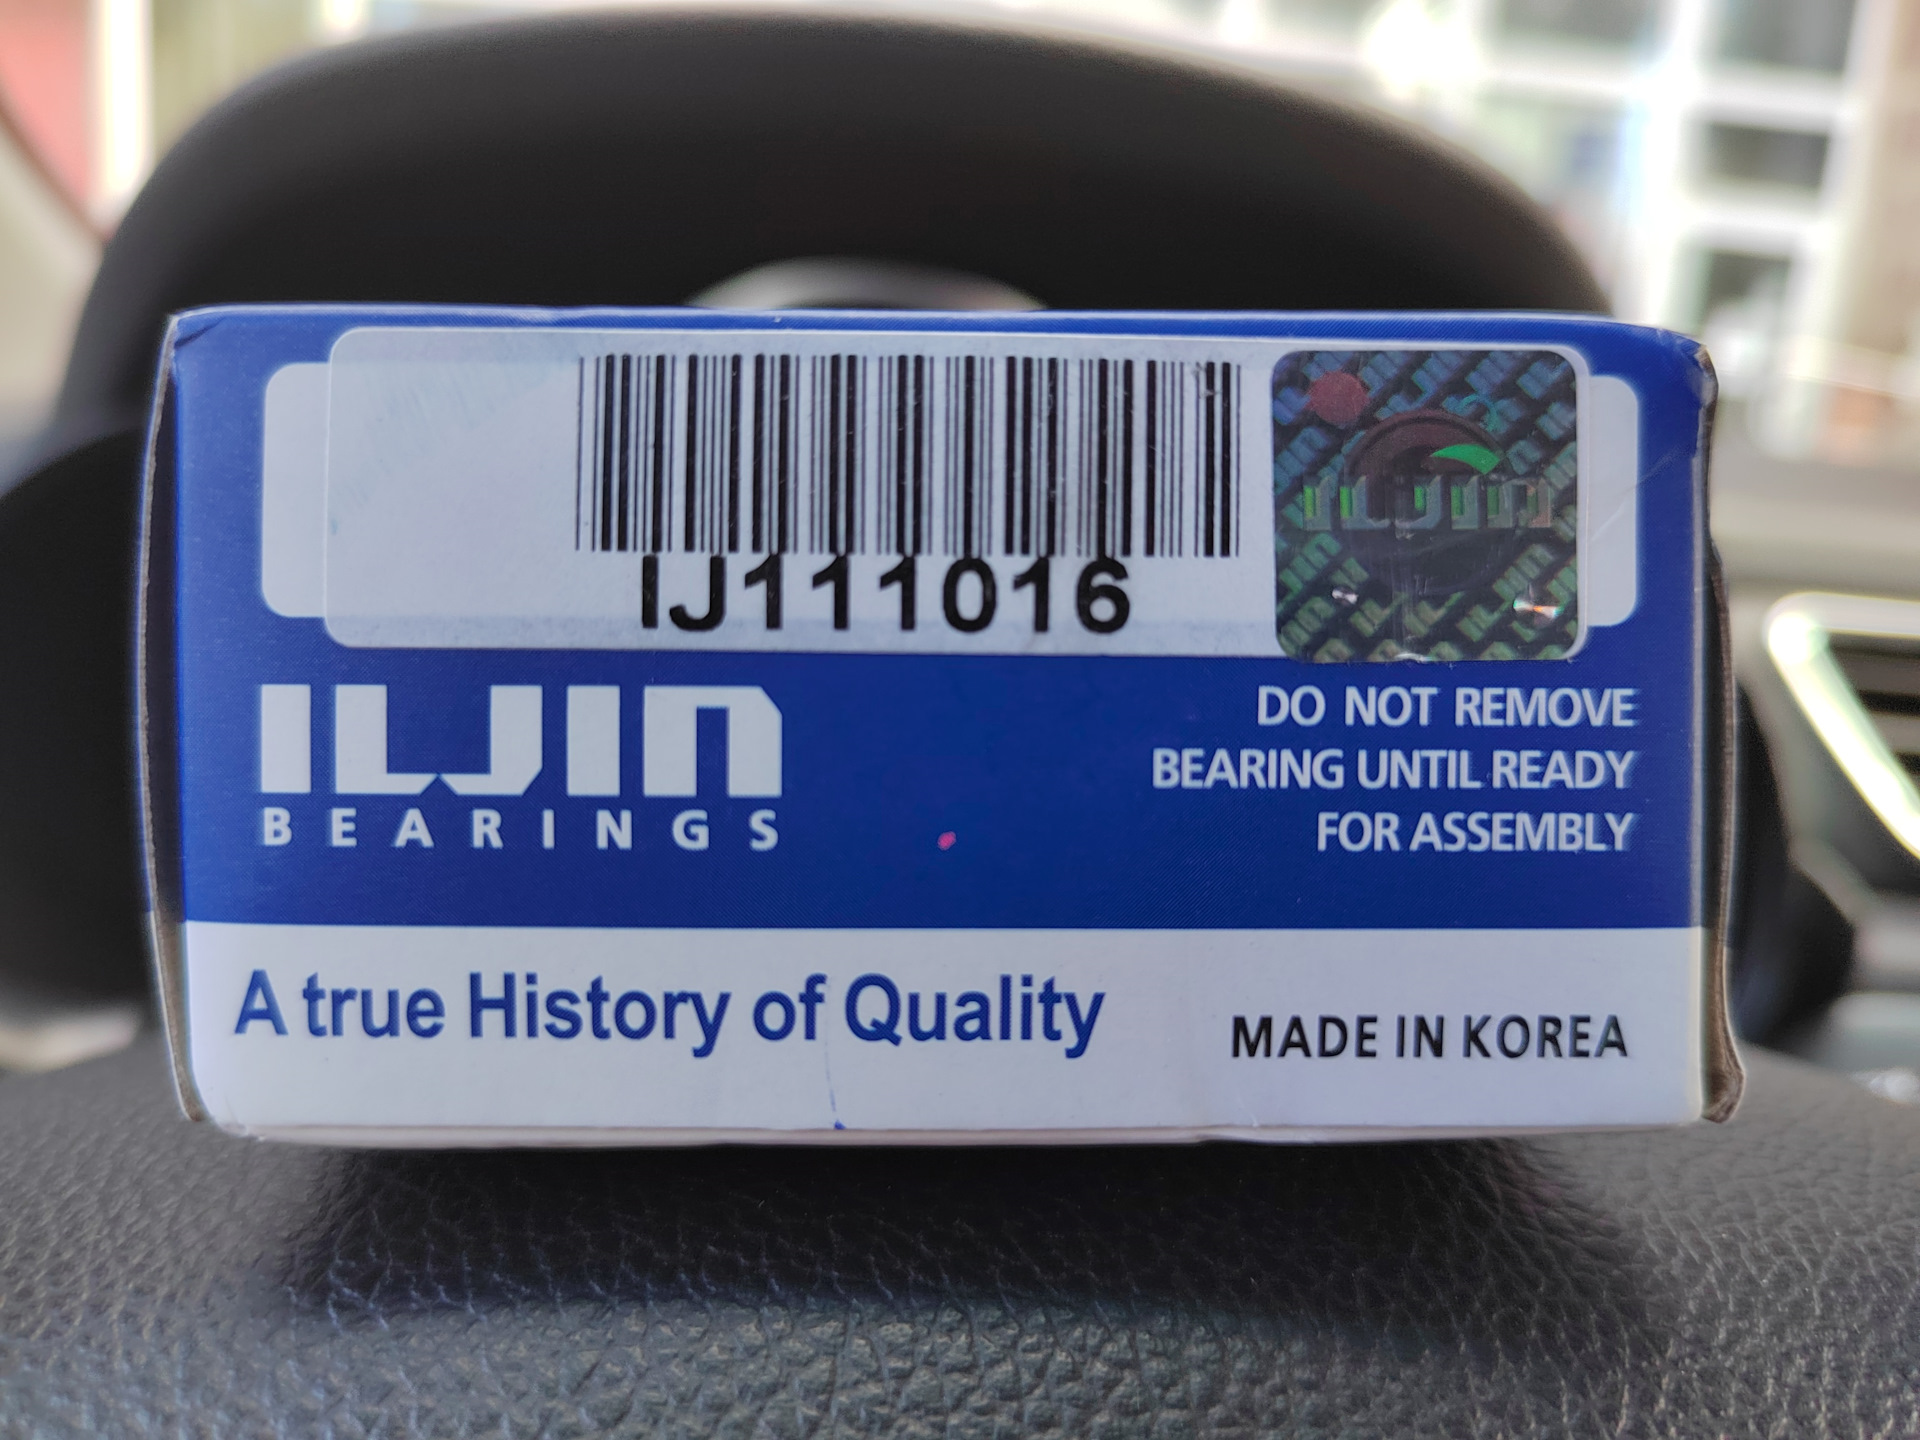 IJ111016
ILJIN
ILJIN
BEARINGS
DO NOT REMOVE
BEARING UNTIL READY
FOR ASSEMBLY
A true History of Quality
MADE IN KOREA